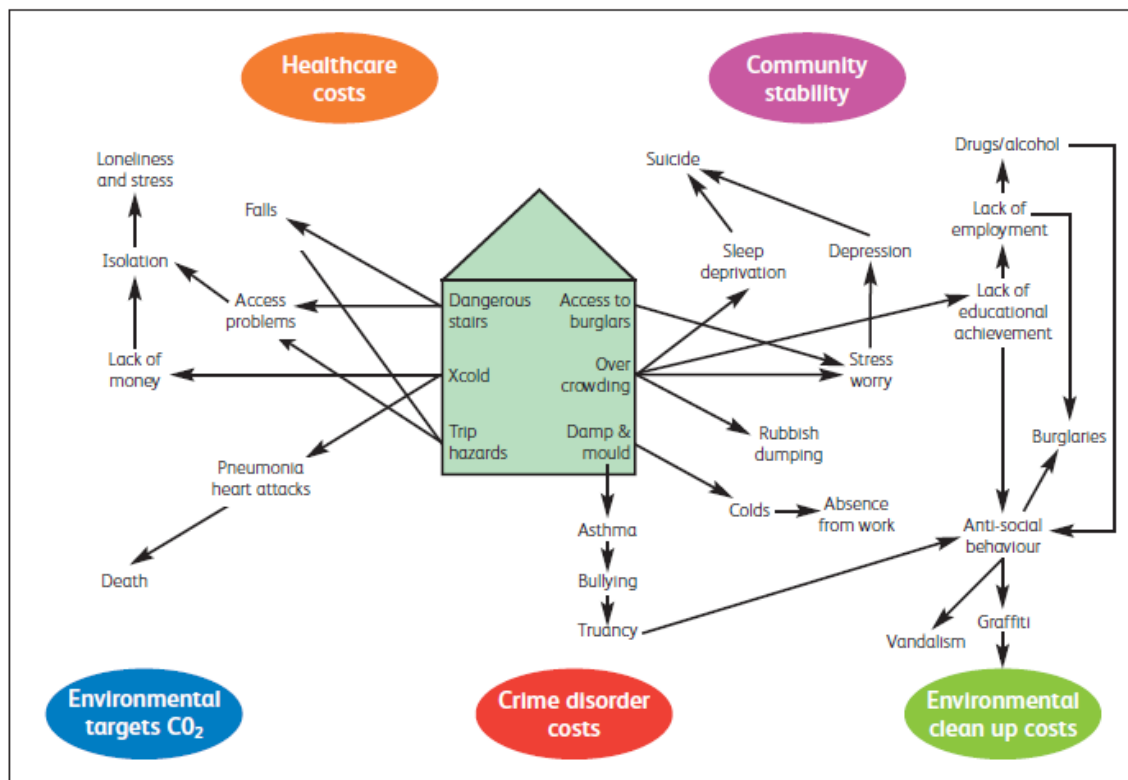 Healthcare
costs
Community
stability
Drugs/alcohol
Suicide
Loneliness
and stress
Falls
Lack of
employment
Sleep
deprivation
Depression
Isolation
Access
problems
Dangerous
stairs
Access to
burglars
Lack of
educational
achievement
Lack of
money
Xcold
Over
crowding
Stress
worry
Trip
hazards
Damp &
mould
Rubbish
dumping
Burglaries
Pneumonia
heart attacks
Colds
Absence
from work
Asthma
Anti-social
behaviour
Death
Bullying
Truancy
Vandalism
Graffiti
Environmental
targets C0₂
Crime disorder
costs
Environmental
clean up costs